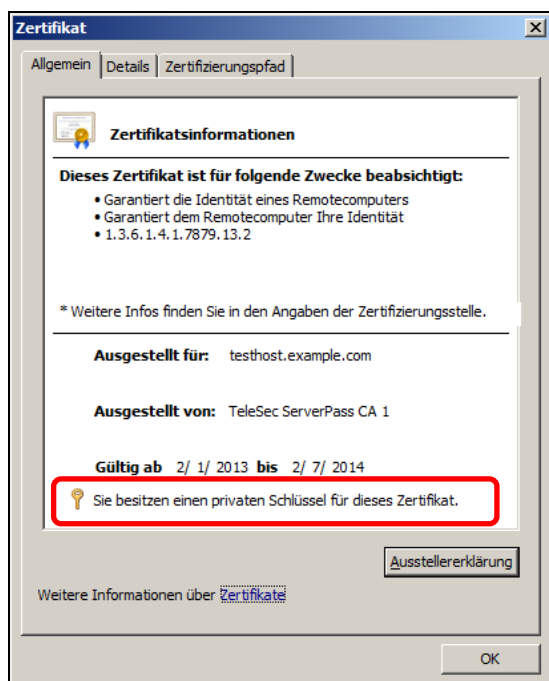 Zertifikat
Allgemein Details Zertifizierungspfad
Zertifikatsinformationen
Dieses Zertifikat ist für folgende Zwecke beabsichtigt:
• Garantiert die Identität eines Remotecomputers
• Garantiert dem Remotecomputer Ihre Identität
• 1.3.6.1.4.1.7879.13.2
* Weitere Infos finden Sie in den Angaben der Zertifizierungsstelle.
Ausgestellt für: testhost.example.com
Ausgestellt von: TeleSec ServerPass CA 1
Gültig ab 2/ 1/ 2013 bis 2/ 7/ 2014
Sie besitzen einen privaten Schlüssel für dieses Zertifikat.
Ausstellererklärung
Weitere Informationen über Zertifikate
OK